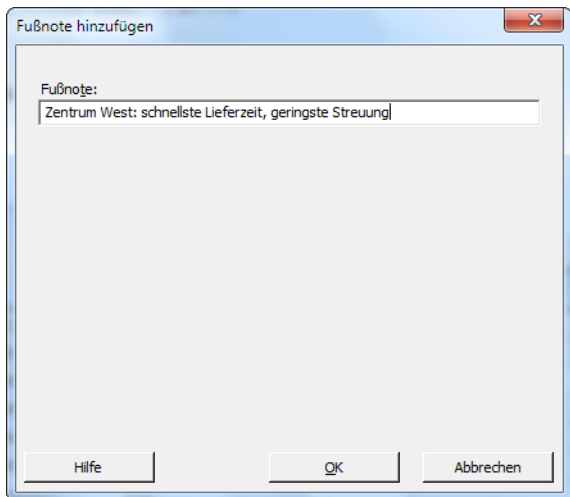 Fußnote hinzufügen
Fußnote:
Zentrum West: schnellste Lieferzeit, geringste Streuung
Hilfe
OK
Abbrechen